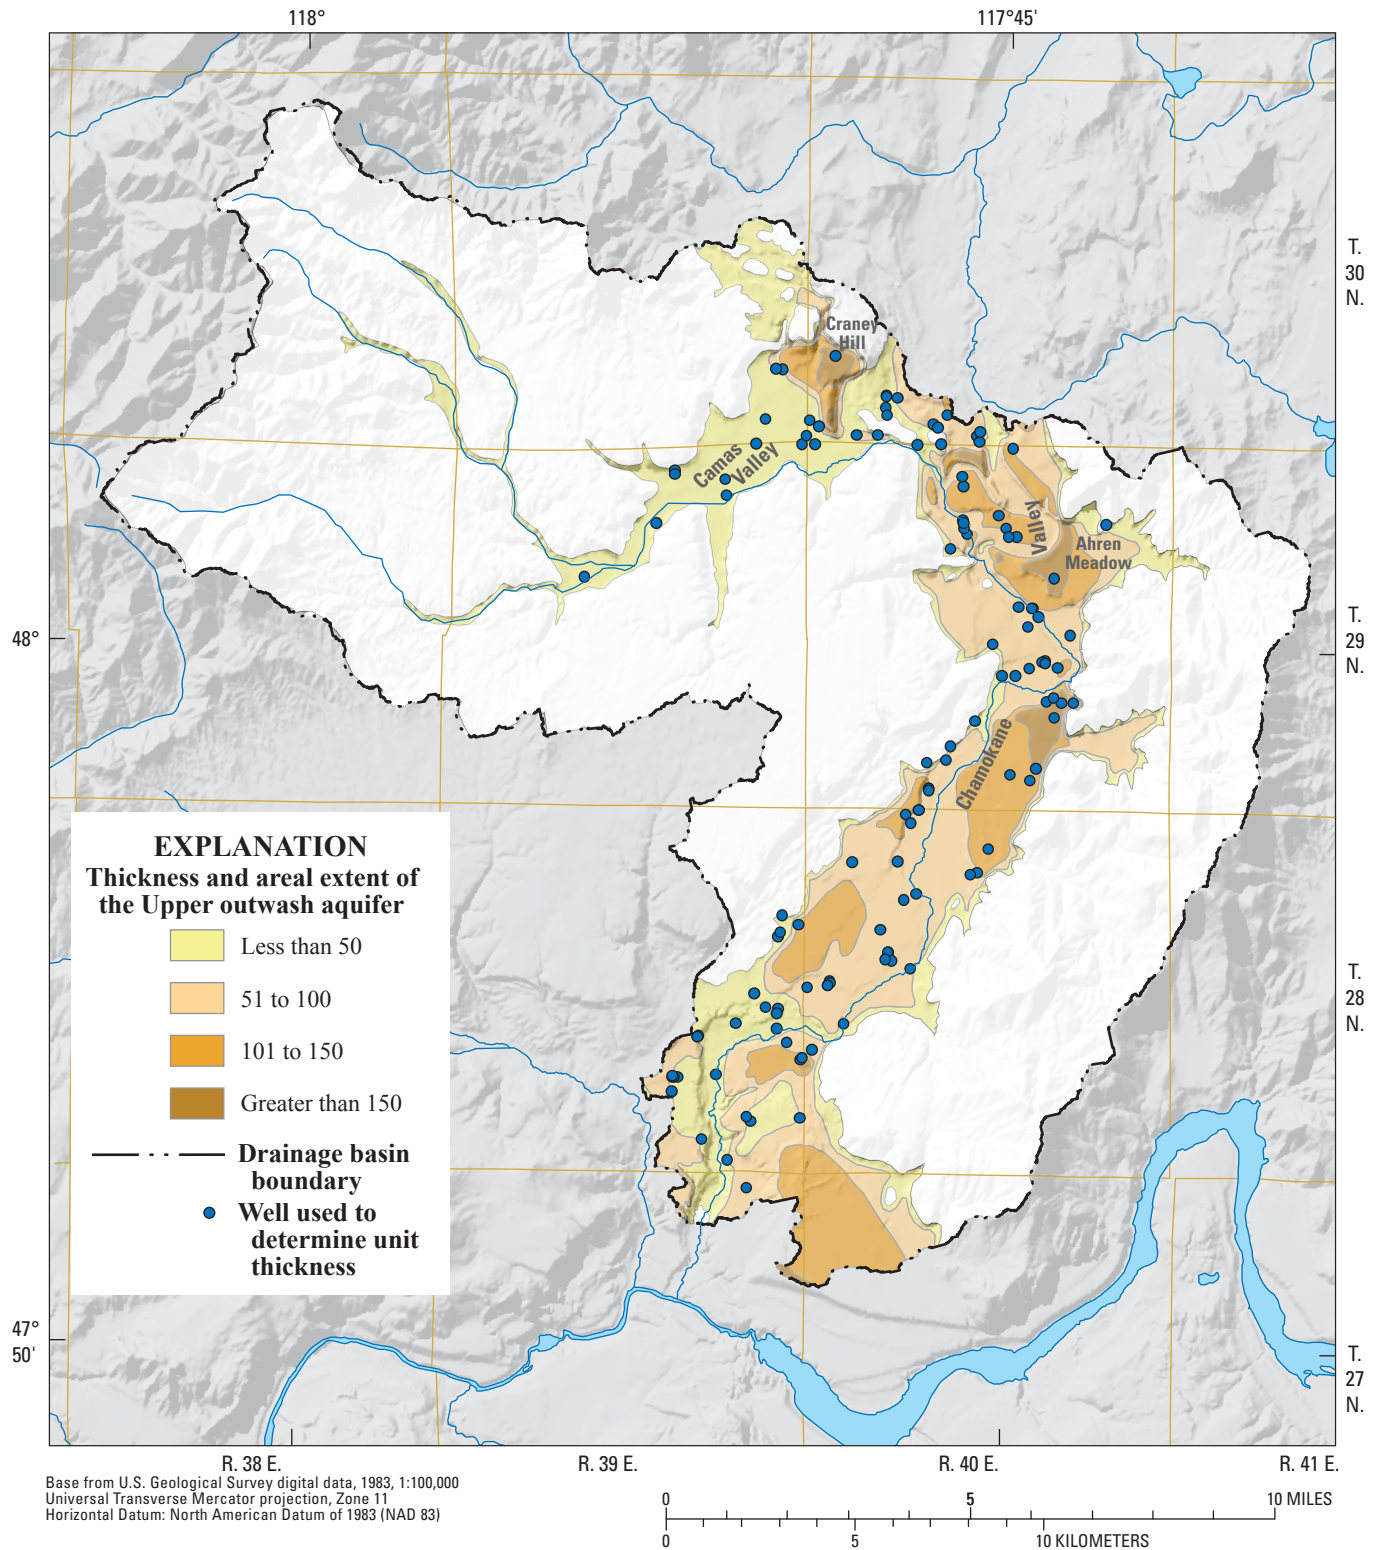 118°
117°45'
T.
30
N.
Craney
Hill
Camas
Valley
Valley
Ahren
Meadow
48°
T.
29
N.
Chamokane
EXPLANATION
Thickness and areal extent of
the Upper outwash aquifer
Less than 50
51 to 100
101 to 150
Greater than 150
Drainage basin
boundary
Well used to
determine unit
thickness
T.
28
N.
47°
50'
T.
27
N.
R. 38 E.
R. 39 E.
R. 40 E.
R. 41 E.
Base from U.S. Geological Survey digital data, 1983, 1:100,000
Universal Transverse Mercator projection, Zone 11
Horizontal Datum: North American Datum of 1983 (NAD 83)
0 5 10 MILES
0 5 10 KILOMETERS